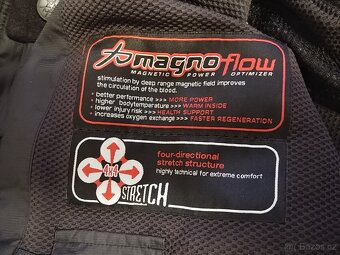 magnoflow
MAGNETIC POWER OPTIMIZER
stimulation by deep range magnetic field improves
the circulation of the blood.
• better performance >>> MORE POWER
• higher bodytemperature >>> WARM INSIDE
• lower injury risk >>> HEALTH SUPPORT
• increases oxygen exchange >>> FASTER REGENERATION
four-directional
stretch structure
highly technical for extreme comfort
4x4
STRETCH